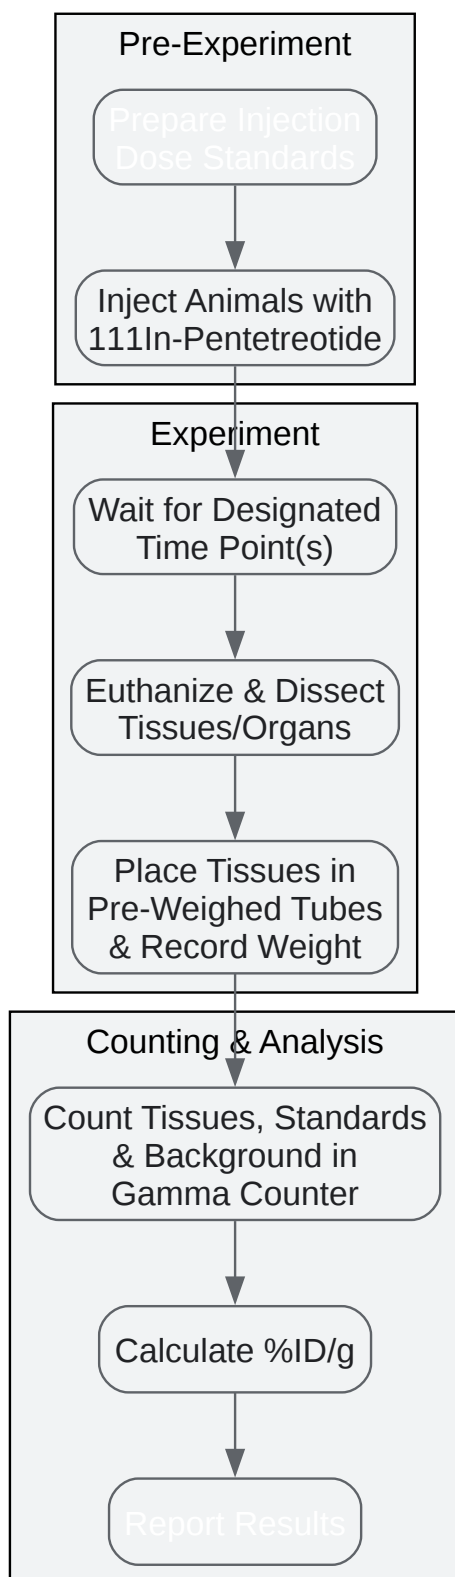 Pre-Experiment
Prepare Injection
Dose Standards
Inject Animals with
111In-Pentetreotide
Experiment
Wait for Designated
Time Point(s)
Euthanize & Dissect
Tissues/Organs
Place Tissues in
Pre-Weighed Tubes
& Record Weight
Counting & Analysis
Count Tissues, Standards
& Background in
Gamma Counter
Calculate %ID/g
Report Results